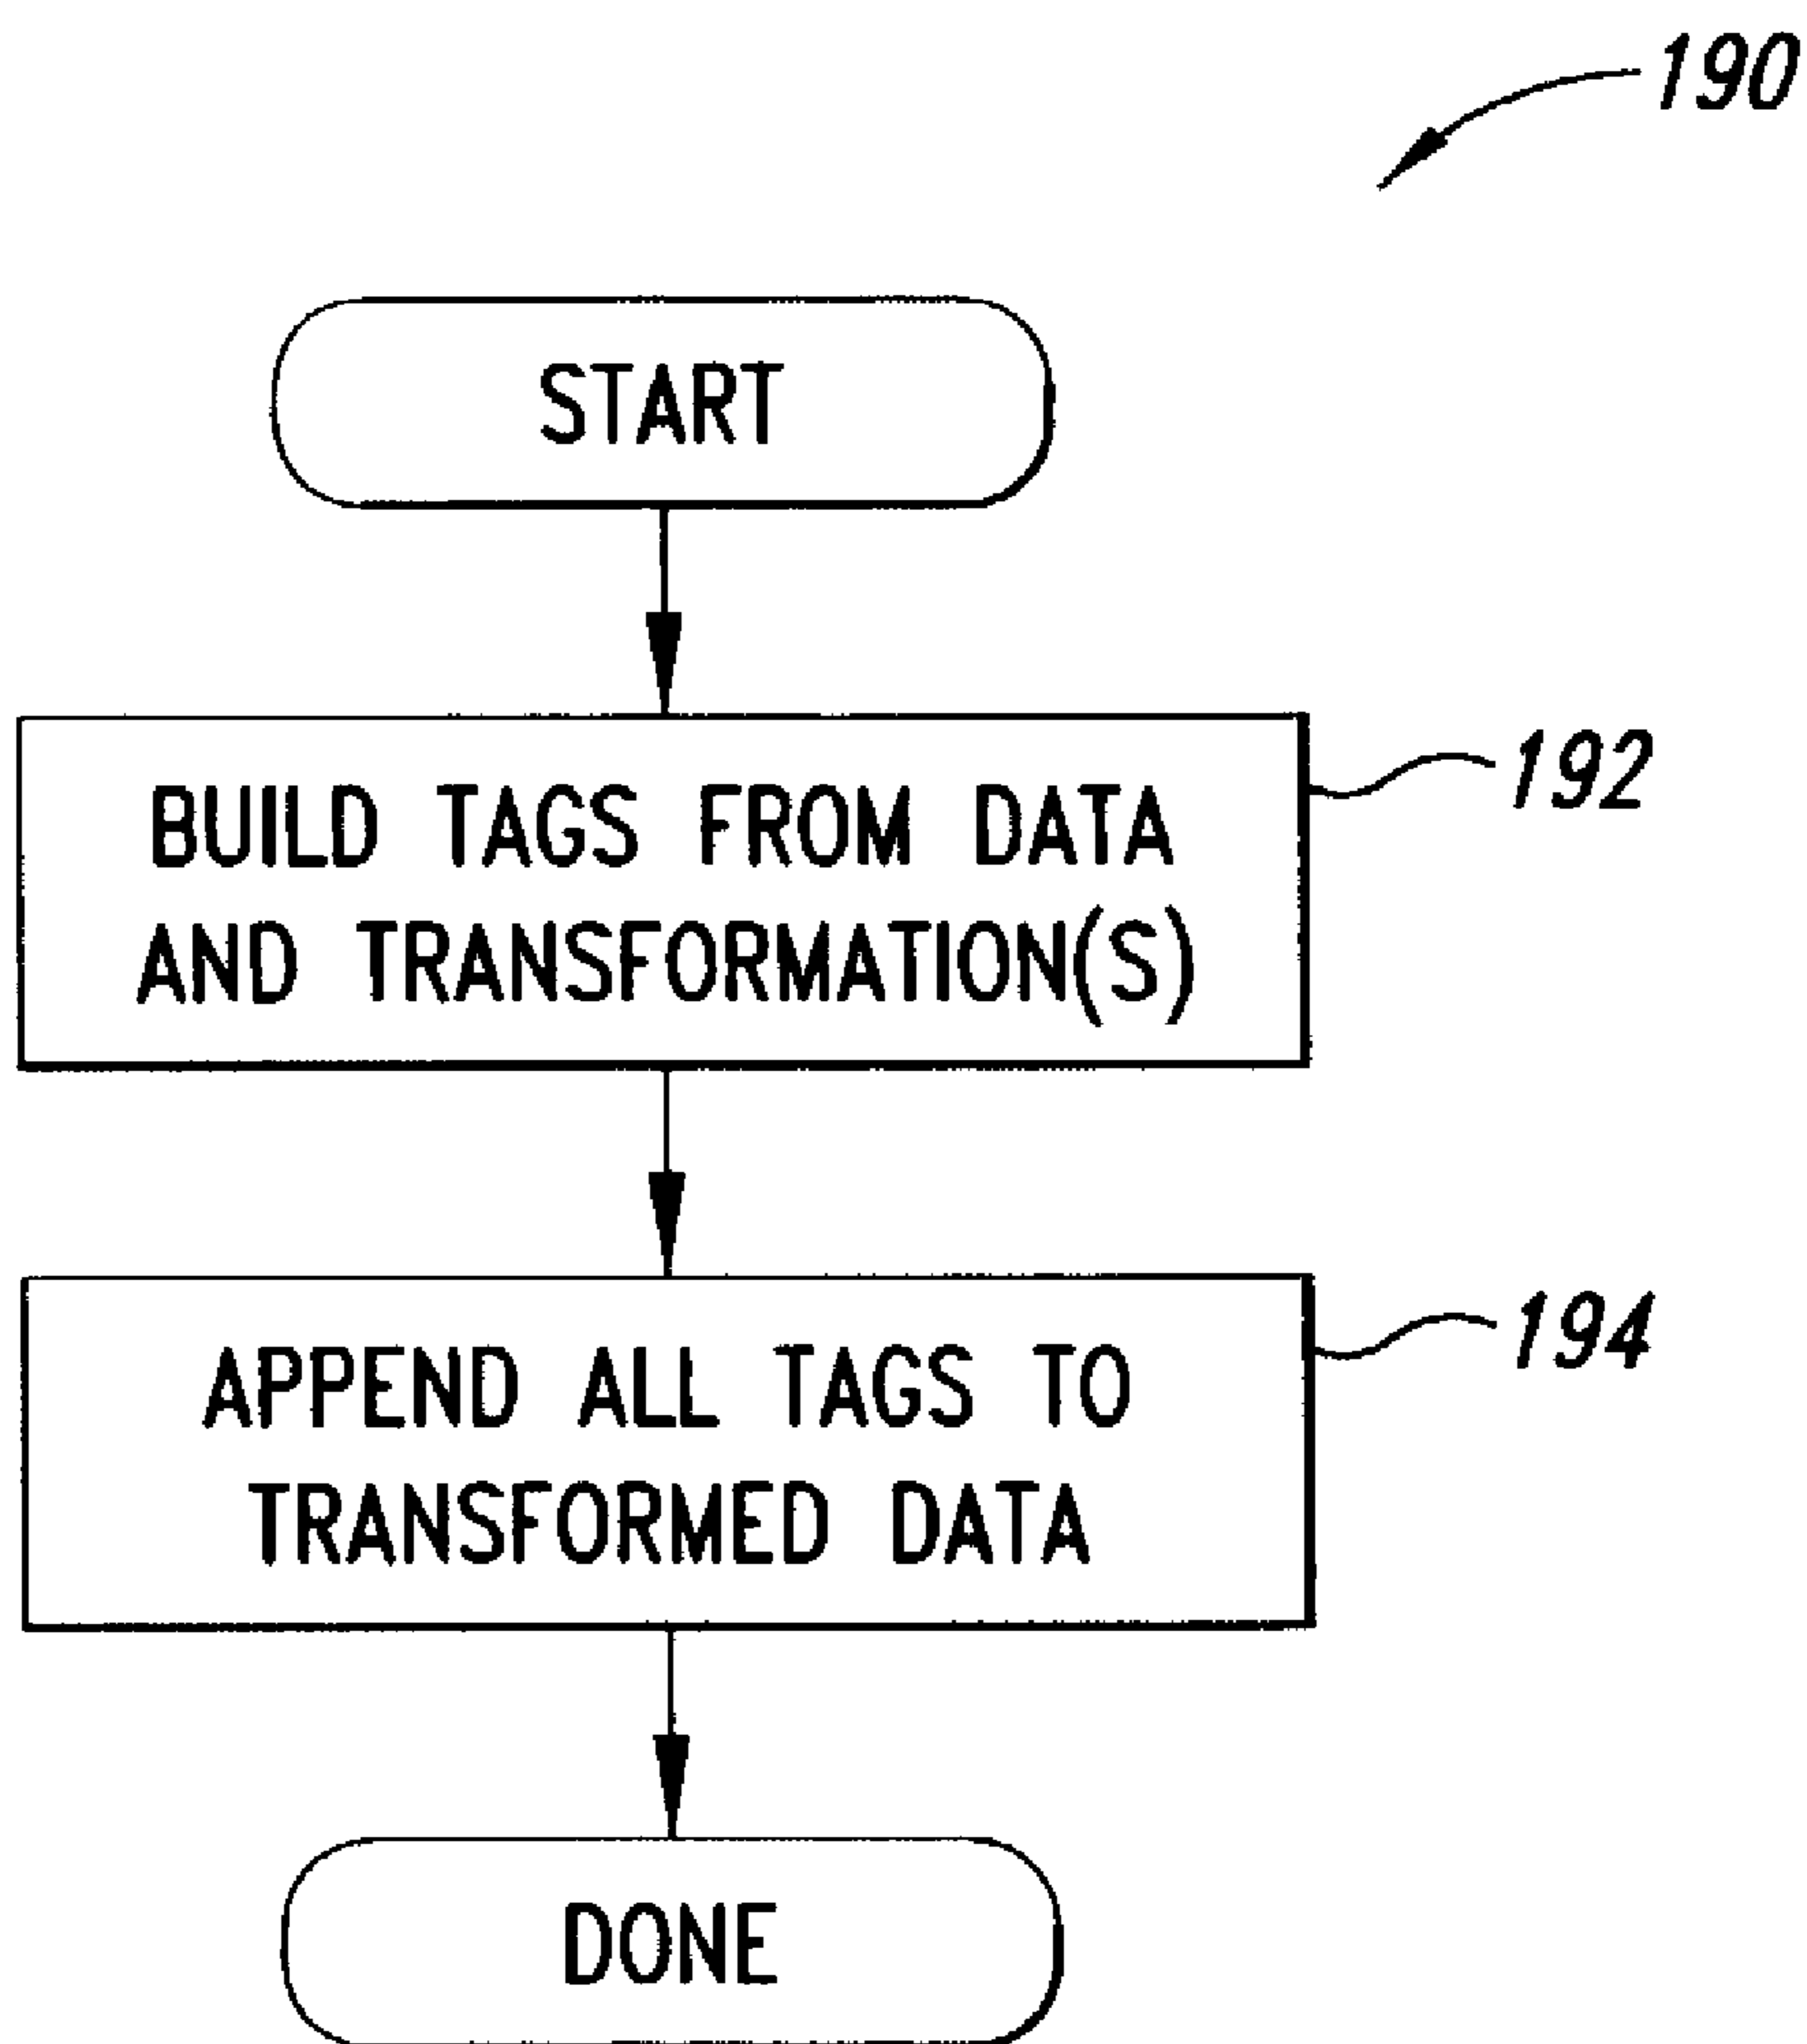 190
START
BUILD TAGS FROM DATA
192
AND TRANSFORMATION(S)
APPEND ALL TAGS TO
194
TRANSFORMED DATA
DONE